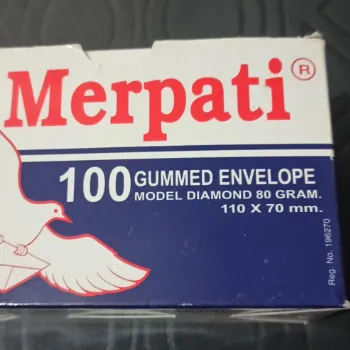 Merpati ®
100 GUMMED ENVELOPE
MODEL DIAMOND 80 GRAM.
110 X 70 mm.
Reg. No. 196270